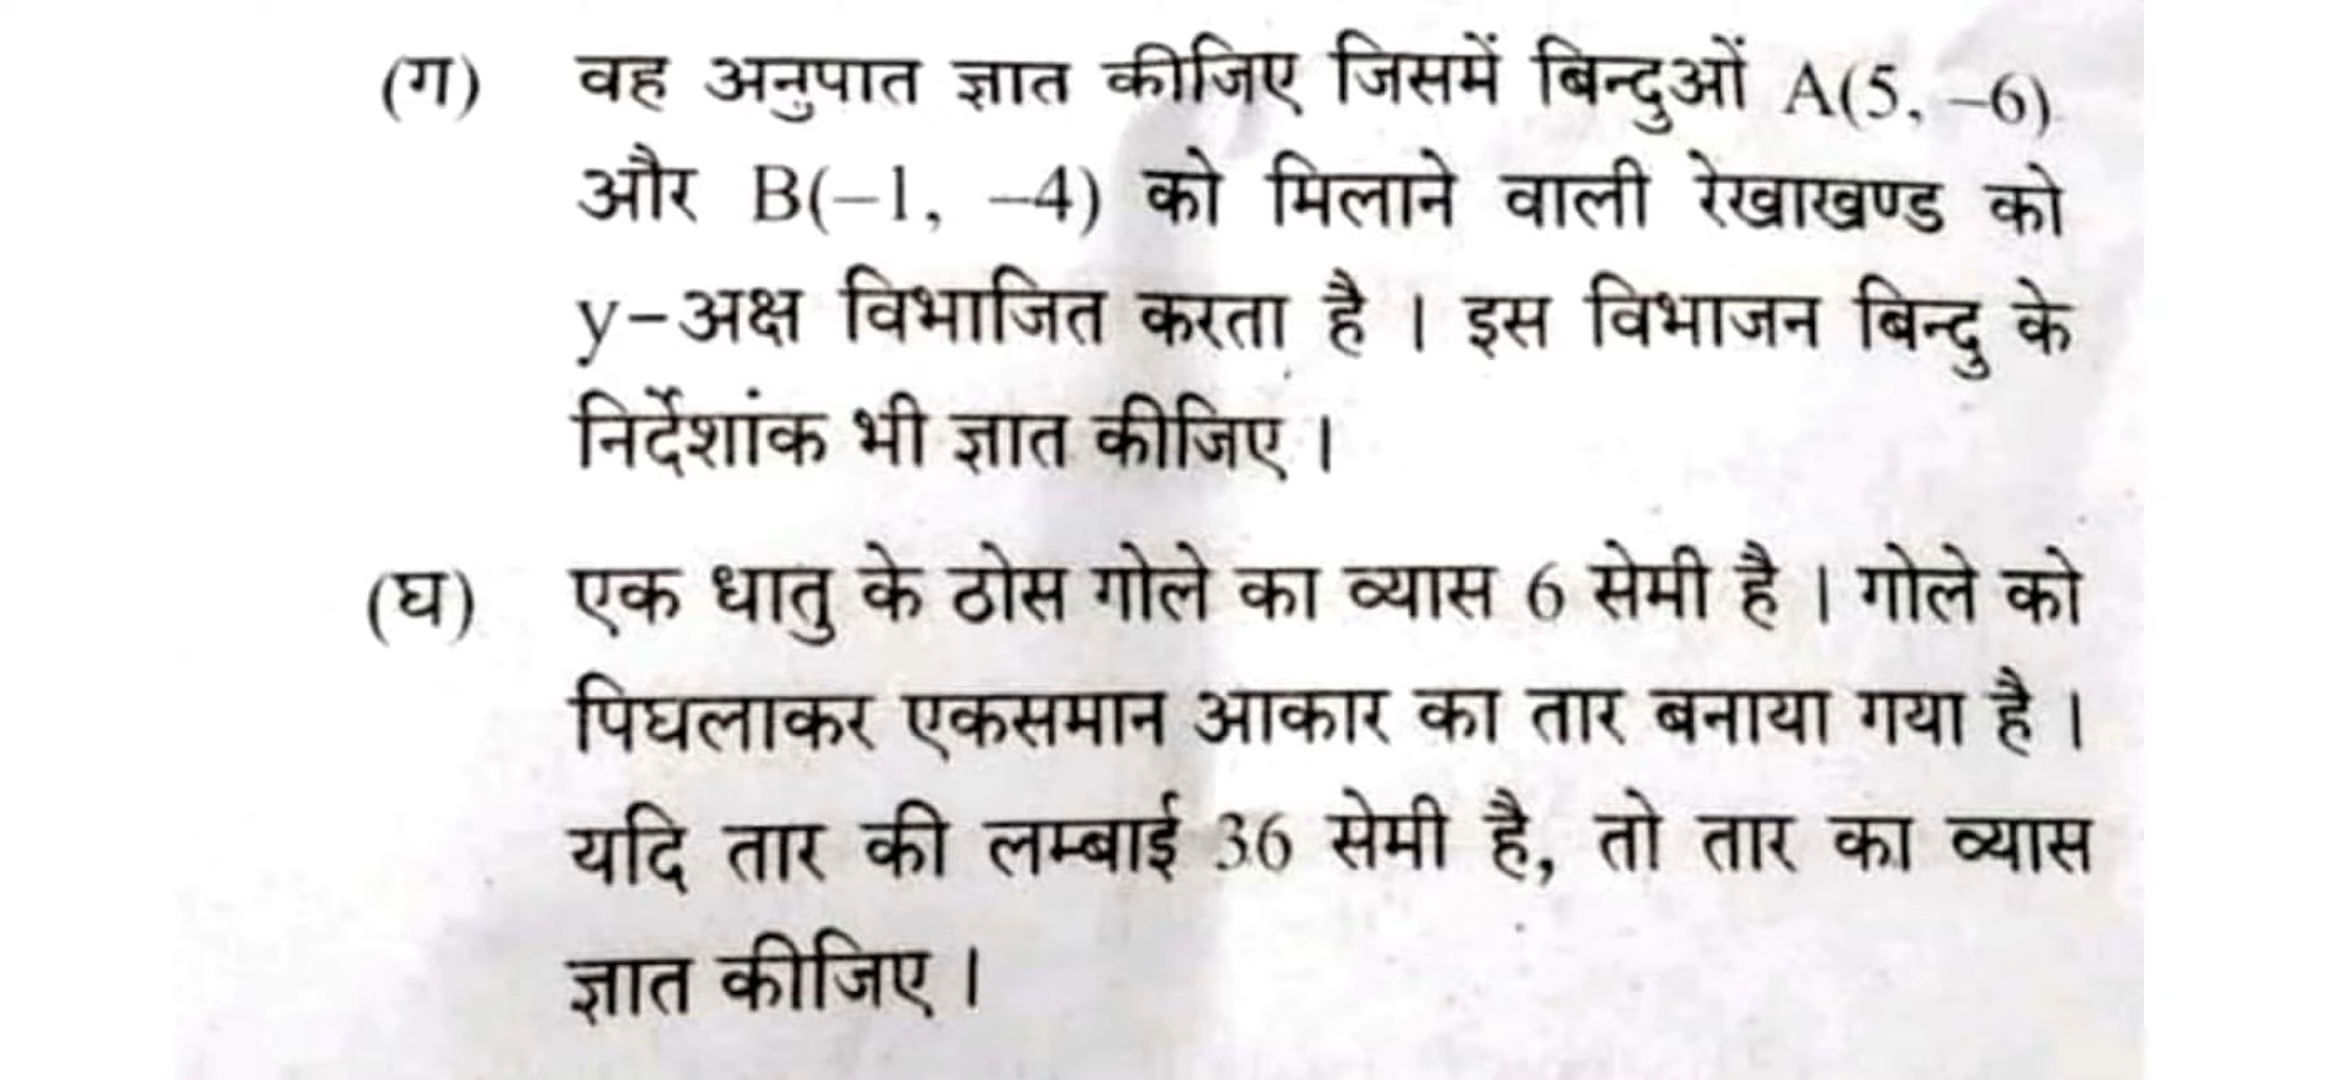 (ग) वह अनुपात ज्ञात कीजिए जिसमें बिन्दुओं A(5, –6)
और B(–1, –4) को मिलाने वाली रेखाखण्ड को
y–अक्ष विभाजित करता है । इस विभाजन बिन्दु के
निर्देशांक भी ज्ञात कीजिए ।
(घ) एक धातु के ठोस गोले का व्यास 6 सेमी है । गोले को
पिघलाकर एकसमान आकार का तार बनाया गया है ।
यदि तार की लम्बाई 36 सेमी है, तो तार का व्यास
ज्ञात कीजिए ।